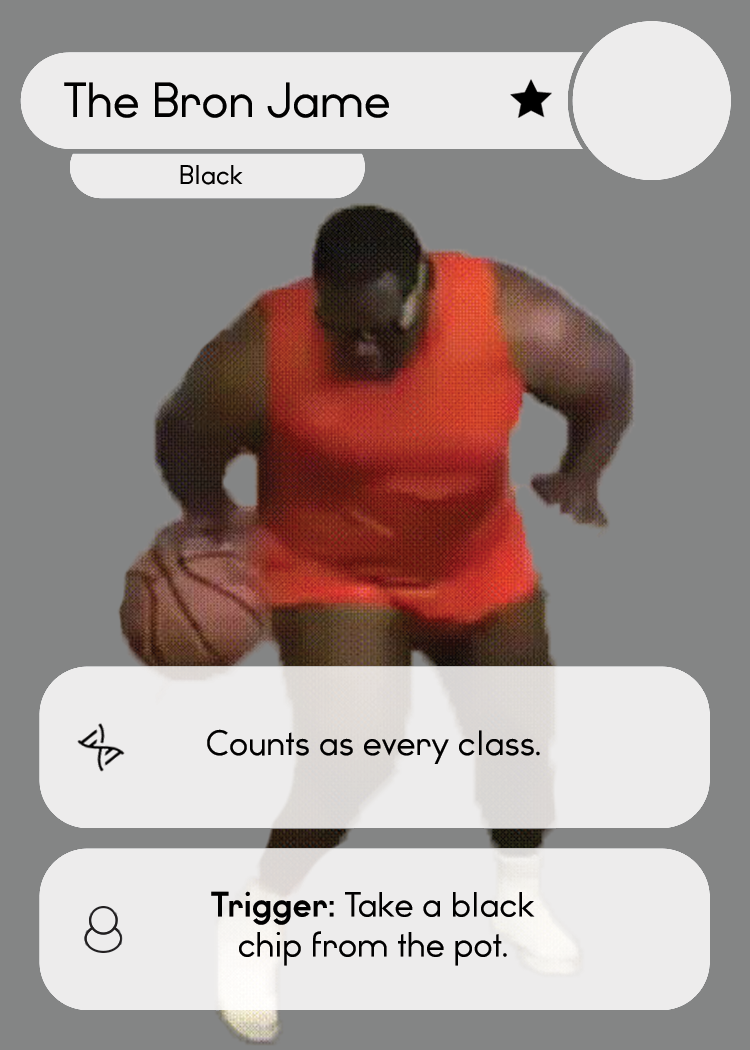 The Bron Jame
Black
Counts as every class.
Trigger: Take a black
chip from the pot.